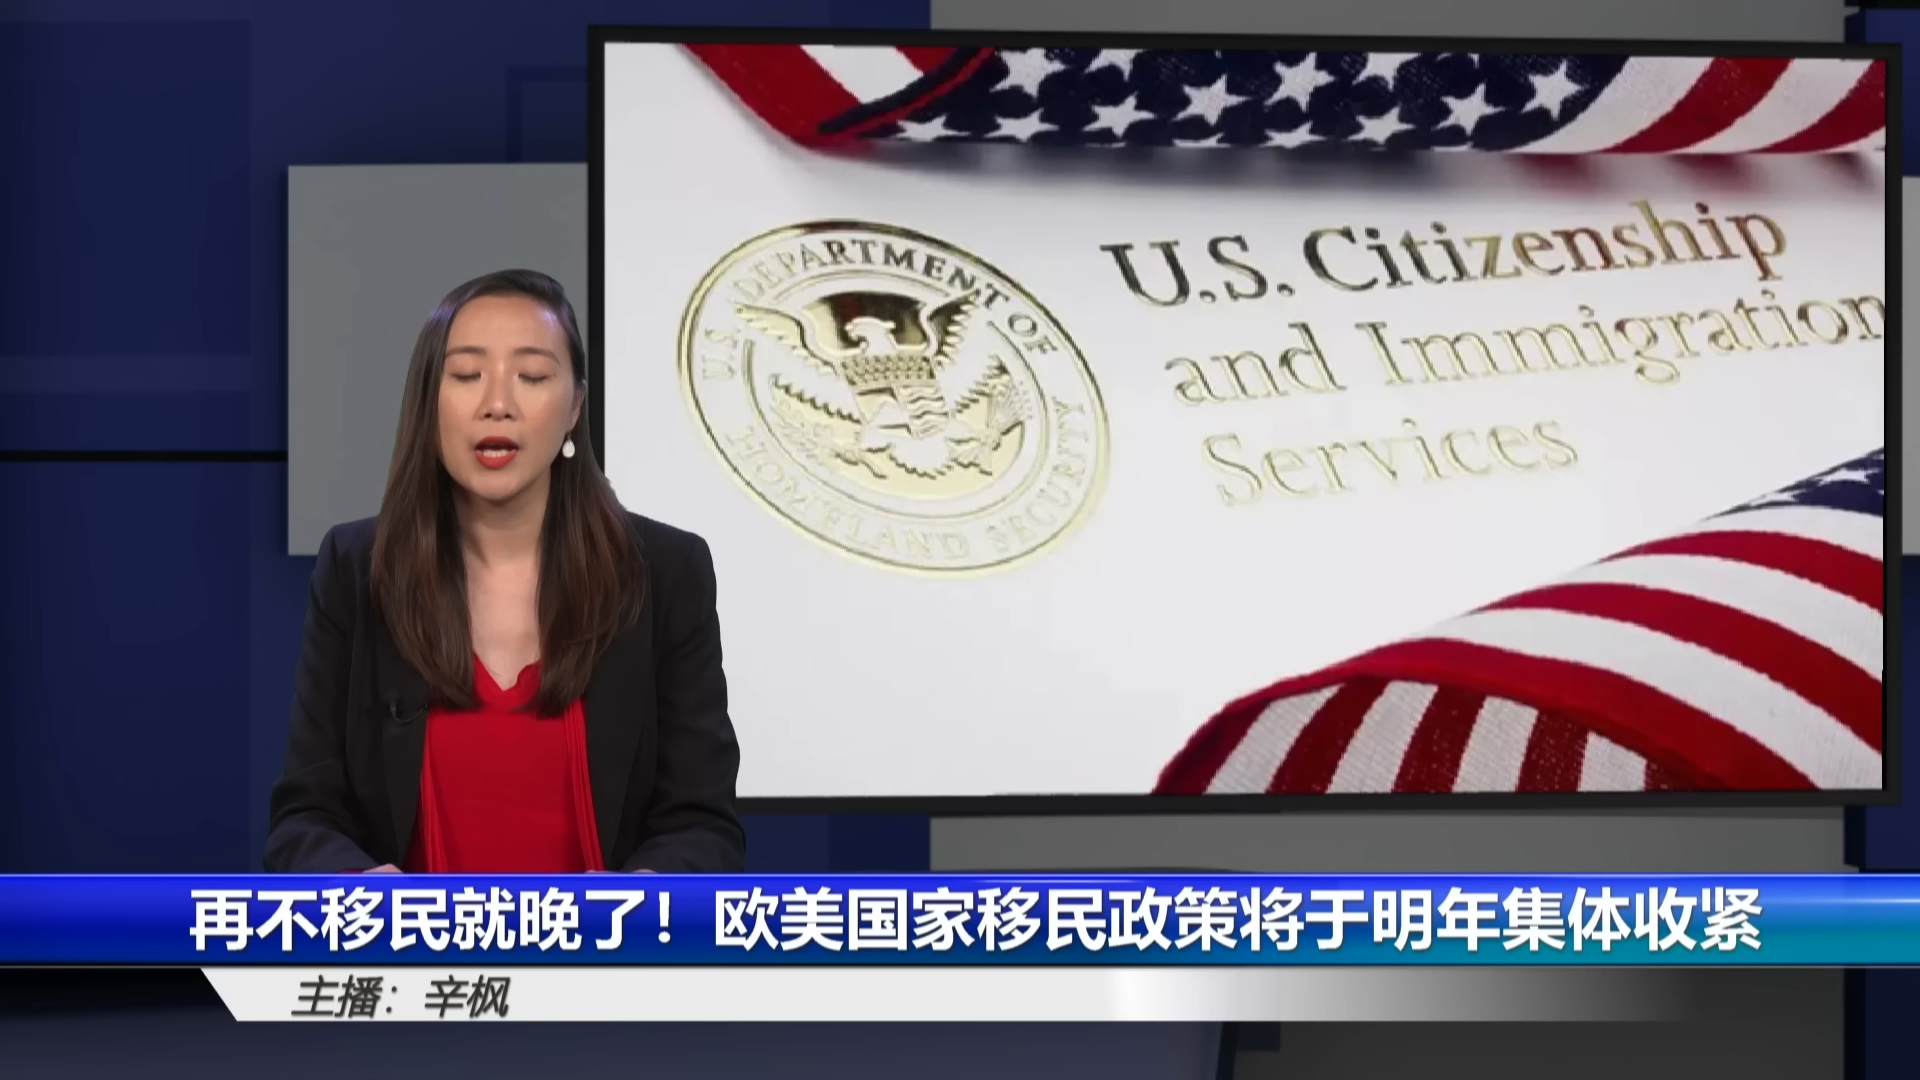 U.S. DEPARTMENT OF
HOMELAND SECURITY
U.S. Citizenship
and Immigration
Services
再不移民就晚了！欧美国家移民政策将于明年集体收紧
主播：辛枫